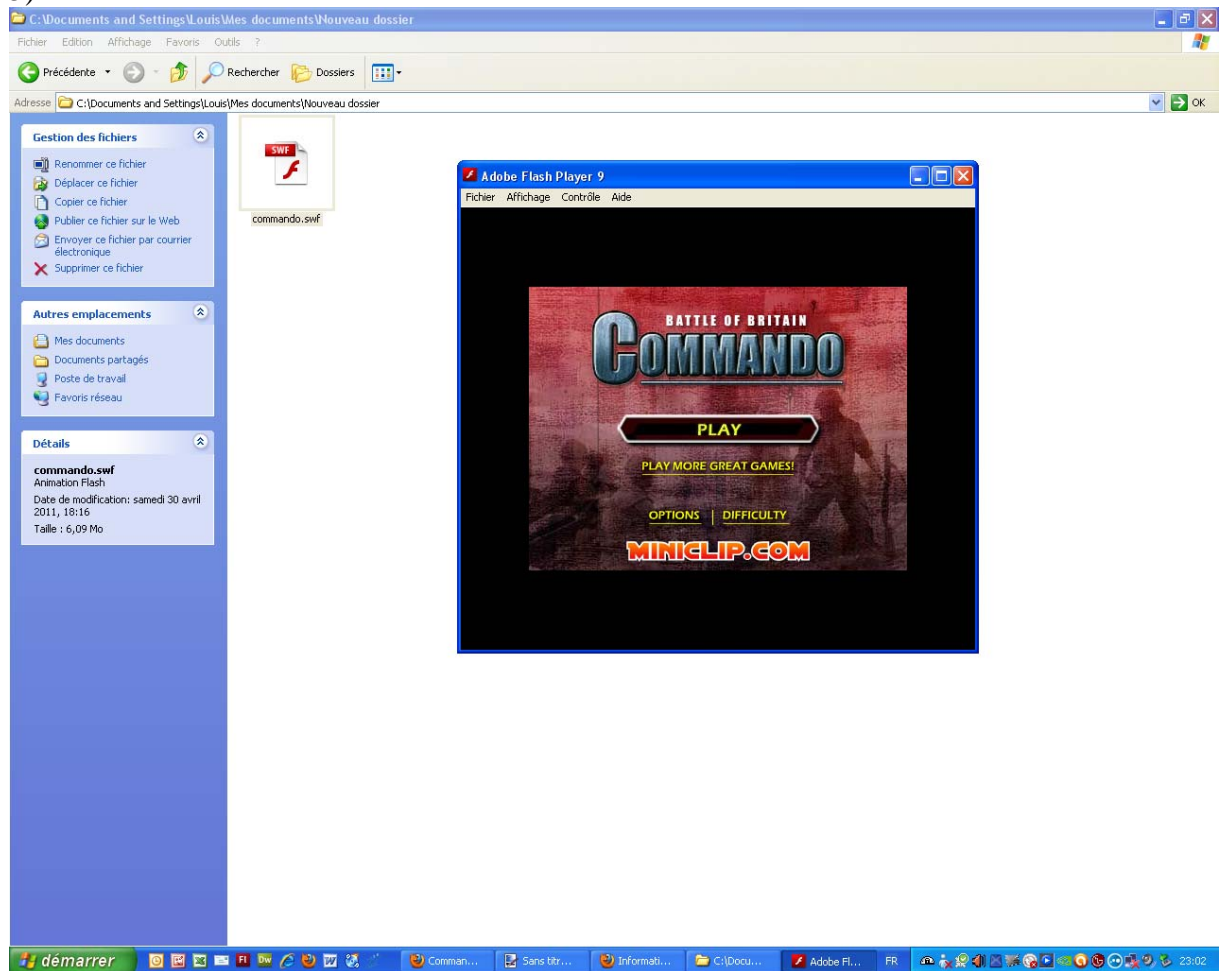 C:\Documents and Settings\Louis\Mes documents\Nouveau dossier
Fichier Edition Affichage Favoris Outils ?
Précédente Rechercher Dossiers
Adresse C:\Documents and Settings\Louis\Mes documents\Nouveau dossier OK
Gestion des fichiers
Renommer ce fichier
Déplacer ce fichier
Copier ce fichier
Publier ce fichier sur le Web
Envoyer ce fichier par courrier
électronique
Supprimer ce fichier
Autres emplacements
Mes documents
Documents partagés
Poste de travail
Favoris réseau
Détails
commando.swf
Animation Flash
Date de modification: samedi 30 avril
2011, 18:16
Taille : 6,09 Mo
SWF
commando.swf
Adobe Flash Player 9
Fichier Affichage Contrôle Aide
BATTLE OF BRITAIN
COMMANDO
PLAY
PLAY MORE GREAT GAMES!
OPTIONS | DIFFICULTY
MINICLIP.COM
démarrer Comman... Sans titr... Informati... C:\Docu... Adobe Fl... FR 23:02